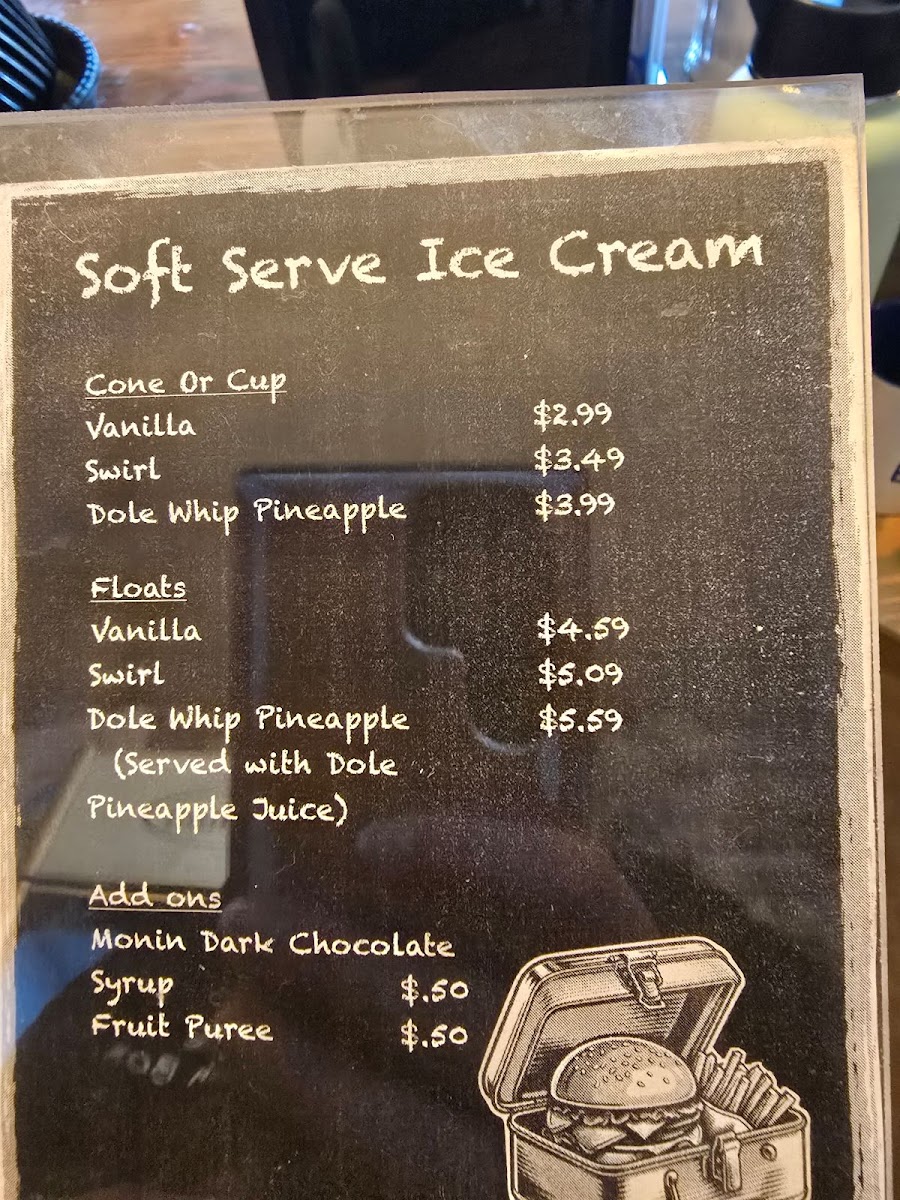 Soft Serve Ice Cream
Cone Or Cup
Vanilla $2.99
Swirl $3.49
Dole Whip Pineapple $3.99
Floats
Vanilla $4.59
Swirl $5.09
Dole Whip Pineapple $5.59
(Served with Dole
Pineapple Juice)
Add ons
Monin Dark Chocolate
Syrup $.50
Fruit Puree $.50